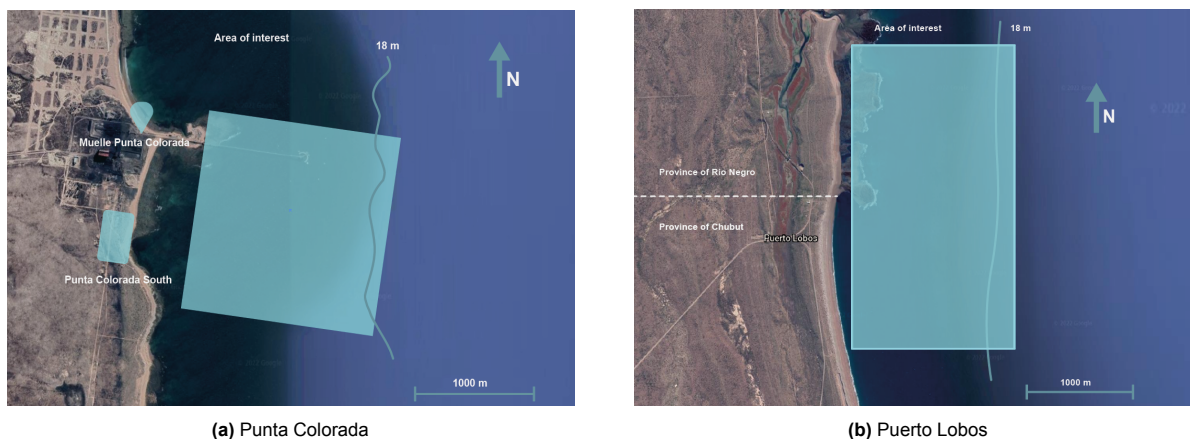 Area of interest
18 m
N
Muelle Punta Colorada
Punta Colorada South
1000 m
(a) Punta Colorada
Area of interest
18 m
N
© 2022
Province of Rio Negro
Province of Chubut
Puerto Lobos
1000 m
(b) Puerto Lobos